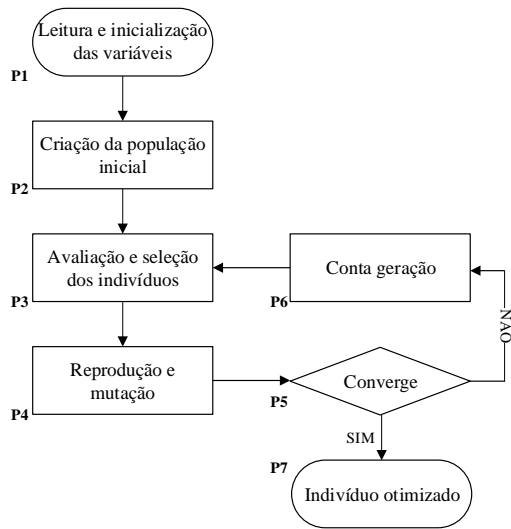 Leitura e inicialização
das variáveis
P1
Criação da população
inicial
P2
Avaliação e seleção
dos indivíduos
P3
Conta geração
P6
Reprodução e
mutação
P4
Converge
P5
NAO
SIM
P7
Indivíduo otimizado